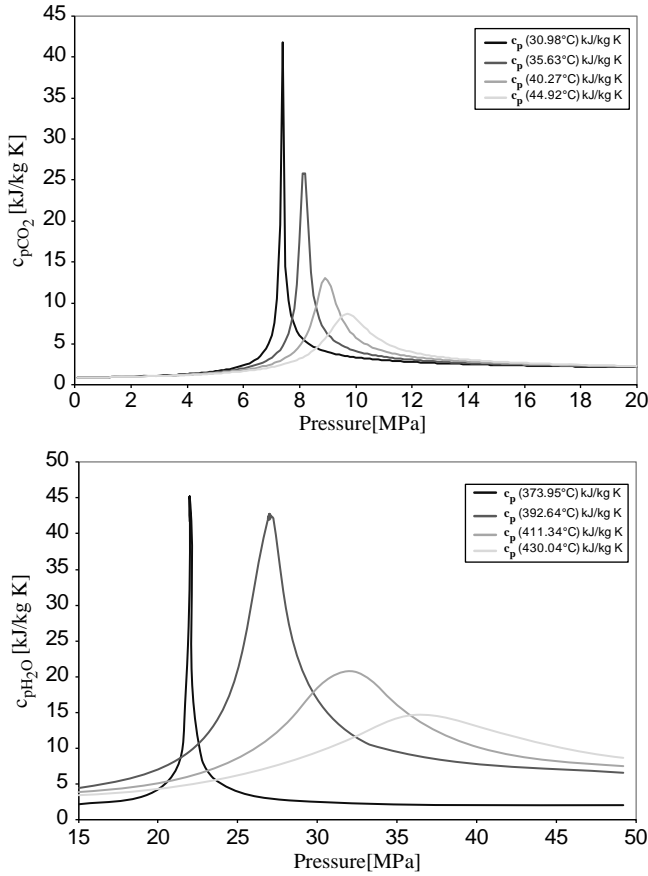 45
40
35
30
25
20
15
10
5
0
c_pCO₂ [kJ/kg K]
c_p (30.98°C) kJ/kg K
c_p (35.63°C) kJ/kg K
c_p (40.27°C) kJ/kg K
c_p (44.92°C) kJ/kg K
0 2 4 6 8 10 12 14 16 18 20
Pressure[MPa]
50
45
40
35
30
25
20
15
10
5
0
c_pH₂O [kJ/kg K]
c_p (373.95°C) kJ/kg K
c_p (392.64°C) kJ/kg K
c_p (411.34°C) kJ/kg K
c_p (430.04°C) kJ/kg K
15 20 25 30 35 40 45 50
Pressure[MPa]